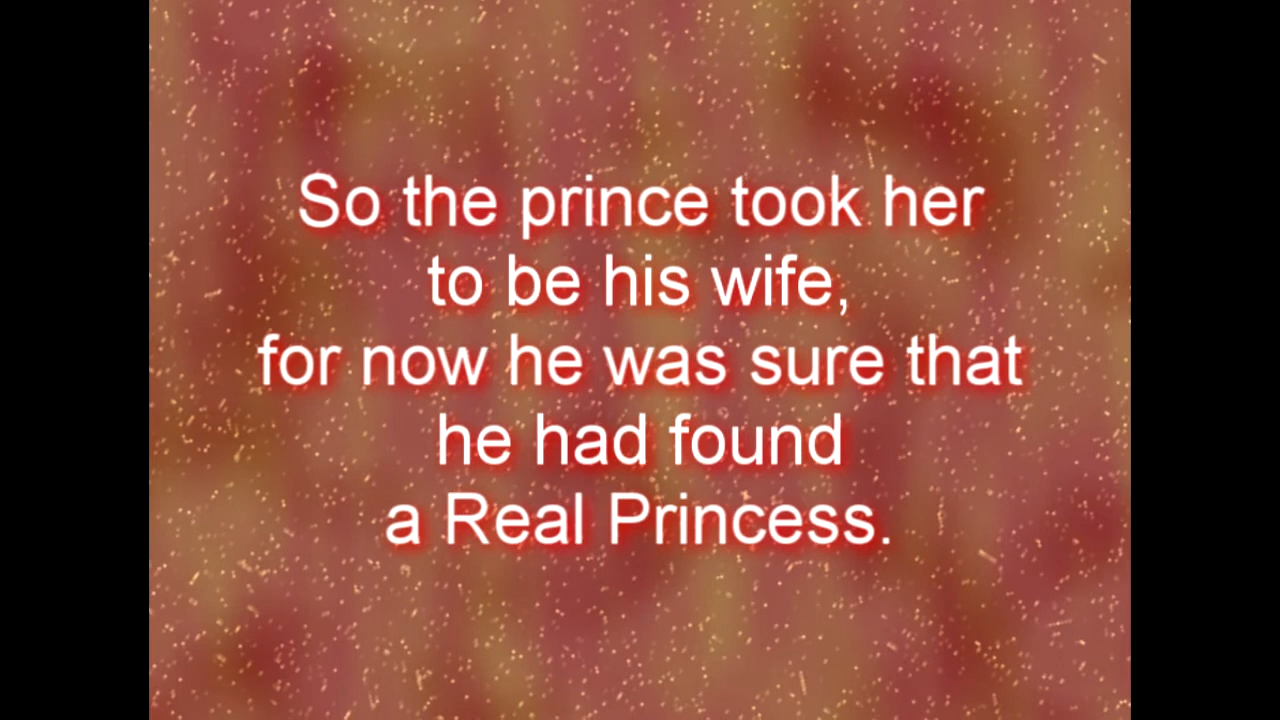 So the prince took her
to be his wife,
for now he was sure that
he had found
a Real Princess.